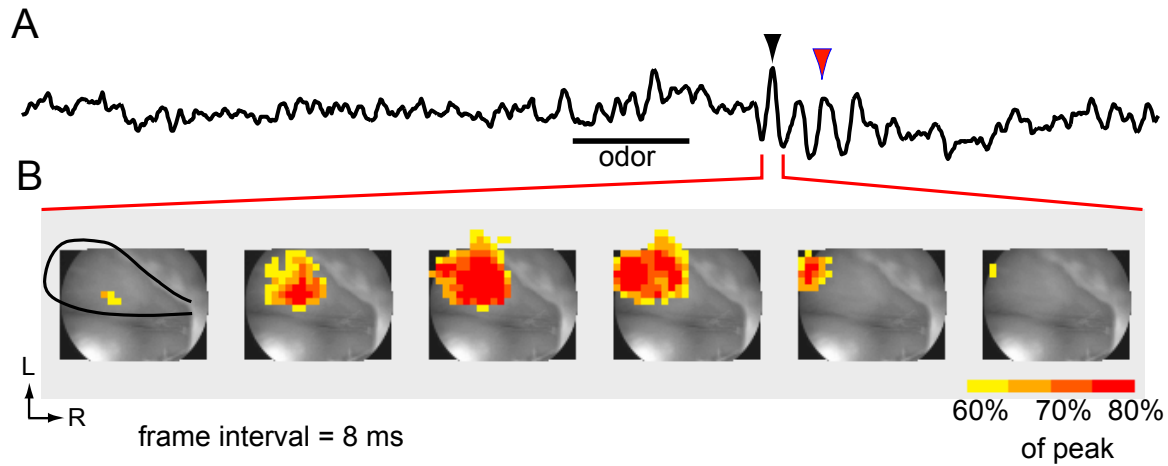 A
odor
B
L
R
60% 70% 80%
of peak
frame interval = 8 ms